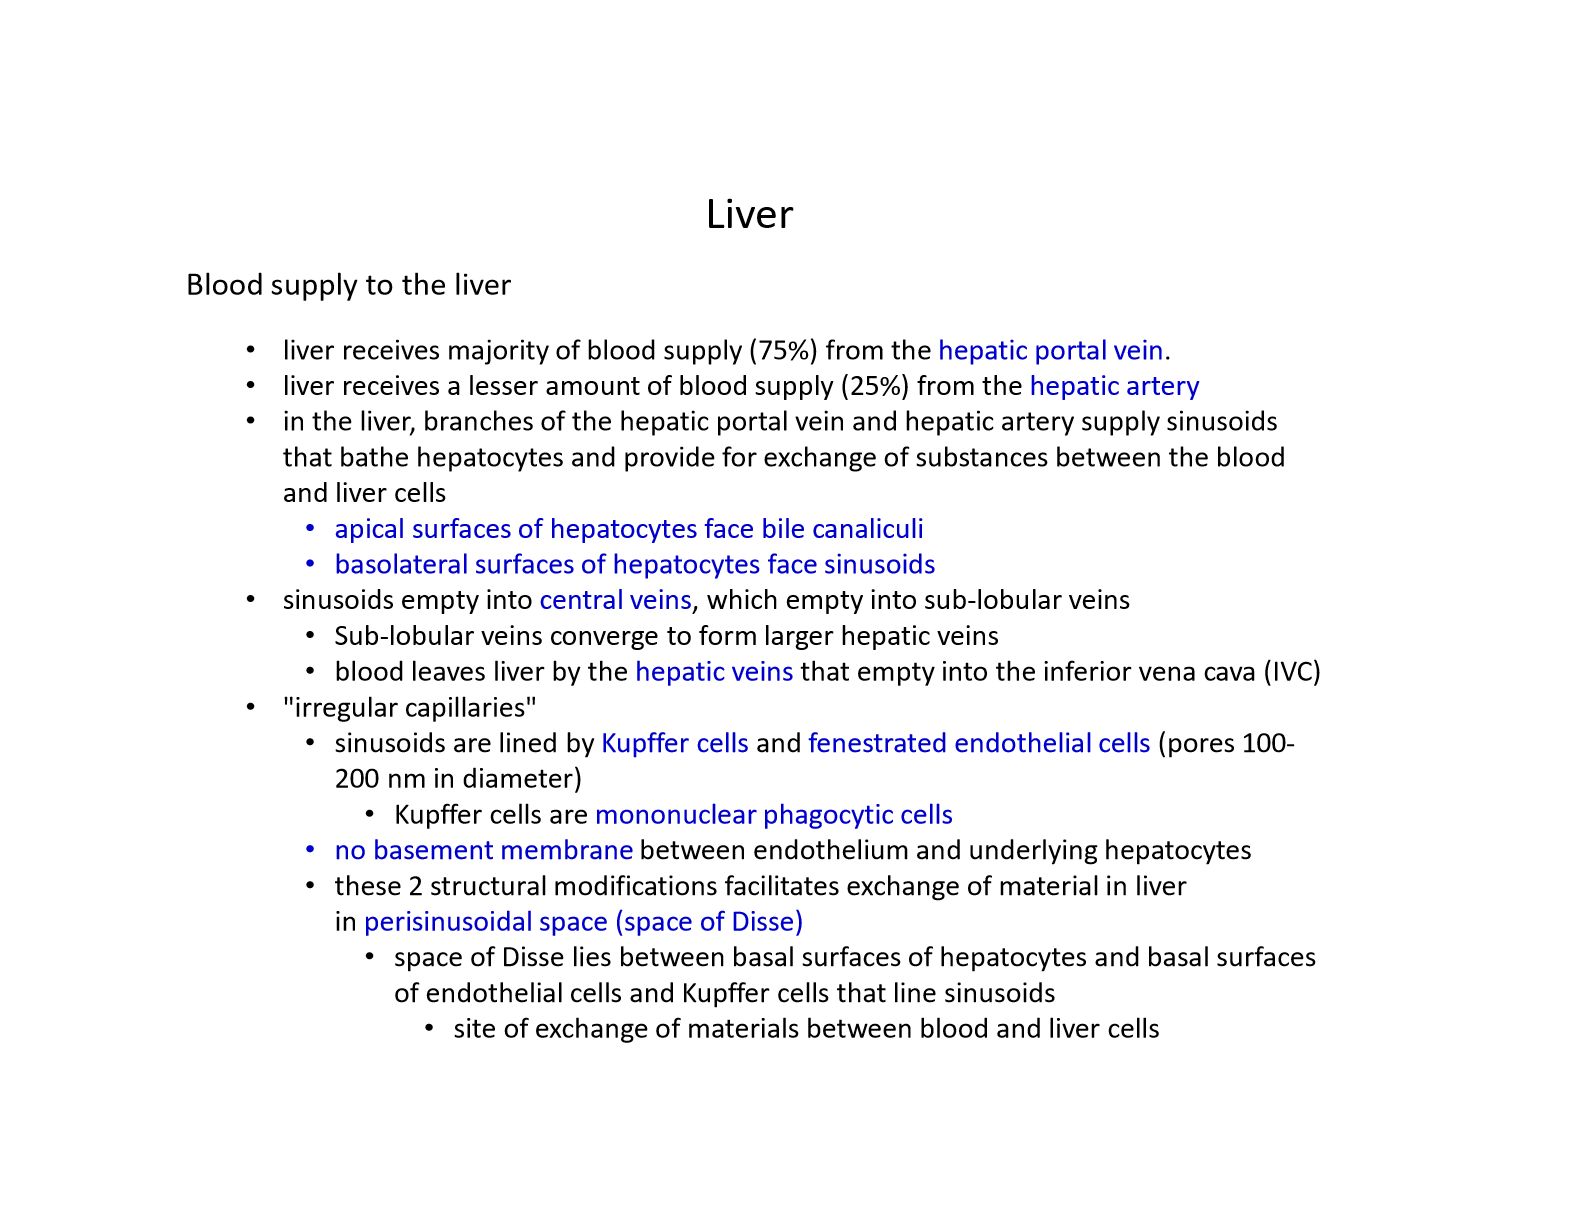 Liver
Blood supply to the liver
• liver receives majority of blood supply (75%) from the hepatic portal vein.
• liver receives a lesser amount of blood supply (25%) from the hepatic artery
• in the liver, branches of the hepatic portal vein and hepatic artery supply sinusoids
that bathe hepatocytes and provide for exchange of substances between the blood
and liver cells
• apical surfaces of hepatocytes face bile canaliculi
• basolateral surfaces of hepatocytes face sinusoids
• sinusoids empty into central veins, which empty into sub-lobular veins
• Sub-lobular veins converge to form larger hepatic veins
• blood leaves liver by the hepatic veins that empty into the inferior vena cava (IVC)
• "irregular capillaries"
• sinusoids are lined by Kupffer cells and fenestrated endothelial cells (pores 100-
200 nm in diameter)
• Kupffer cells are mononuclear phagocytic cells
• no basement membrane between endothelium and underlying hepatocytes
• these 2 structural modifications facilitates exchange of material in liver
in perisinusoidal space (space of Disse)
• space of Disse lies between basal surfaces of hepatocytes and basal surfaces
of endothelial cells and Kupffer cells that line sinusoids
• site of exchange of materials between blood and liver cells